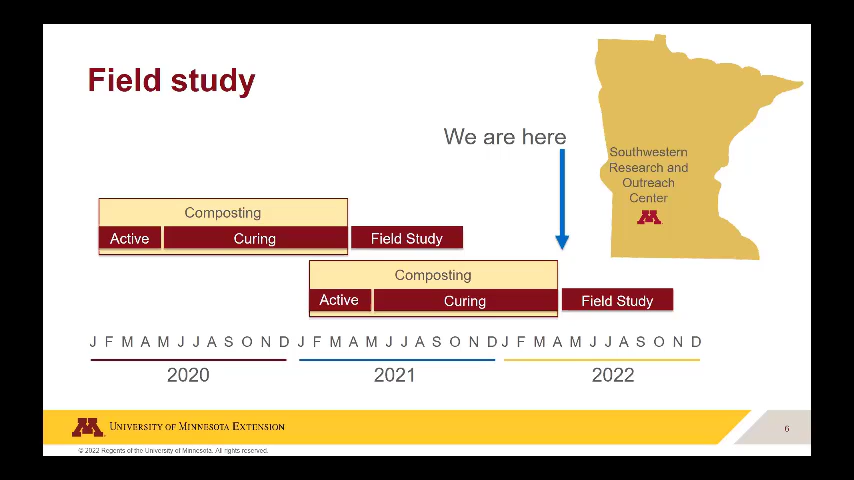 Field study
We are here
Southwestern
Research and
Outreach
Center
Composting
Active
Curing
Field Study
Composting
Active
Curing
Field Study
J F M A M J J A S O N D J F M A M J J A S O N D J F M A M J J A S O N D
2020
2021
2022
UNIVERSITY OF MINNESOTA EXTENSION
6
© 2022 Regents of the University of Minnesota. All rights reserved.